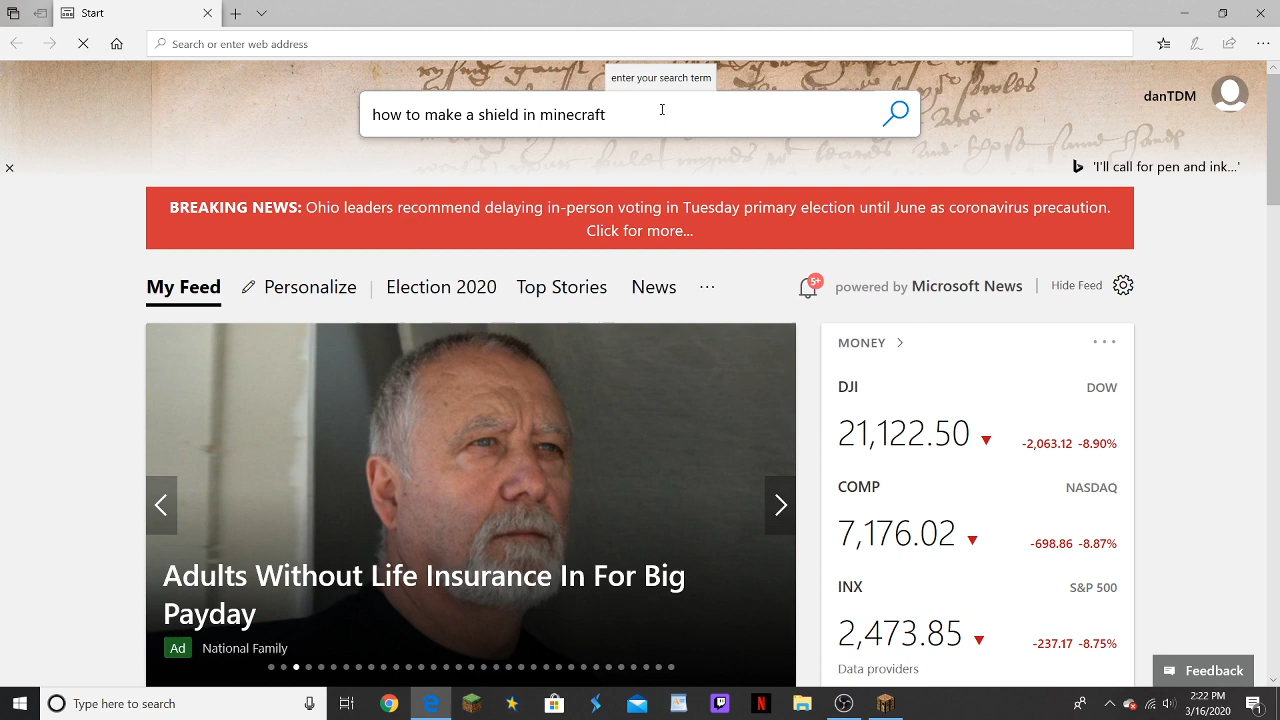 Start
Search or enter web address
enter your search term
how to make a shield in minecraft
danTDM
'I'll call for pen and ink...'
BREAKING NEWS: Ohio leaders recommend delaying in-person voting in Tuesday primary election until June as coronavirus precaution.
Click for more...
My Feed
Personalize
Election 2020
Top Stories
News
...
5+
powered by Microsoft News
Hide Feed
Adults Without Life Insurance In For Big
Payday
Ad
National Family
MONEY
DJI
DOW
21,122.50
-2,063.12 -8.90%
COMP
NASDAQ
7,176.02
-698.86 -8.87%
INX
S&P 500
2,473.85
-237.17 -8.75%
Data providers
Feedback
Type here to search
2:22 PM
3/16/2020
1